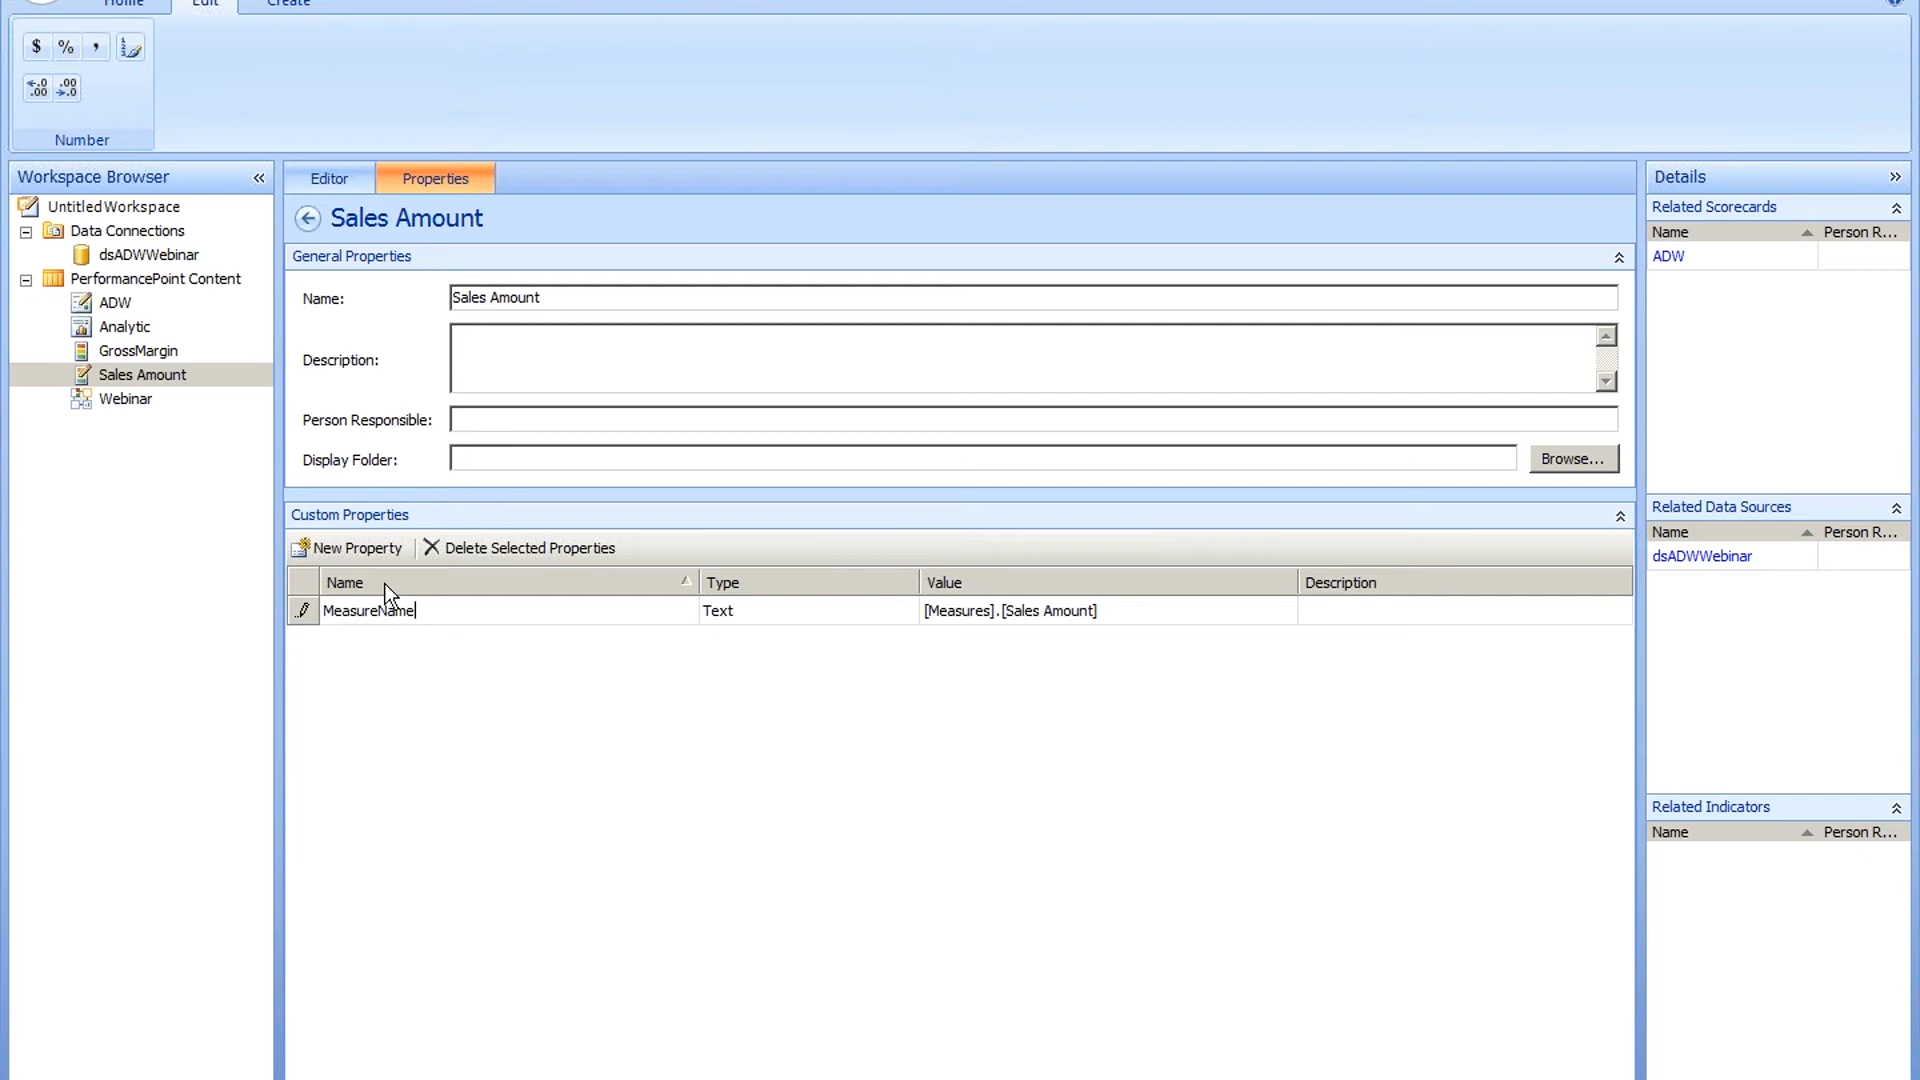 Home Edit Create
$ % ,
Number
Workspace Browser
Untitled Workspace
Data Connections
dsADWWebinar
PerformancePoint Content
ADW
Analytic
GrossMargin
Sales Amount
Webinar
Editor Properties
Sales Amount
General Properties
Name: Sales Amount
Description:
Person Responsible:
Display Folder: Browse...
Custom Properties
New Property Delete Selected Properties
Name Type Value Description
MeasureName Text [Measures].[Sales Amount]
Details
Related Scorecards
Name Person R...
ADW
Related Data Sources
Name Person R...
dsADWWebinar
Related Indicators
Name Person R...